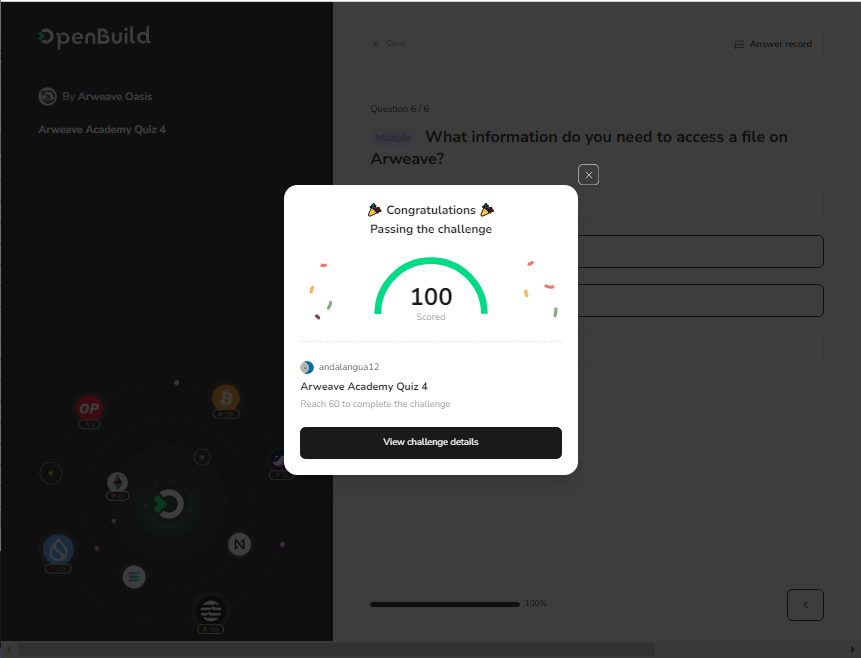 OpenBuild
By Arweave Oasis
Arweave Academy Quiz 4
Close
Answer record
Question 6 / 6
Multiple What information do you need to access a file on
Arweave?
Congratulations
Passing the challenge
100
Scored
andalangua12
Arweave Academy Quiz 4
Reach 60 to complete the challenge
View challenge details
OP
100%